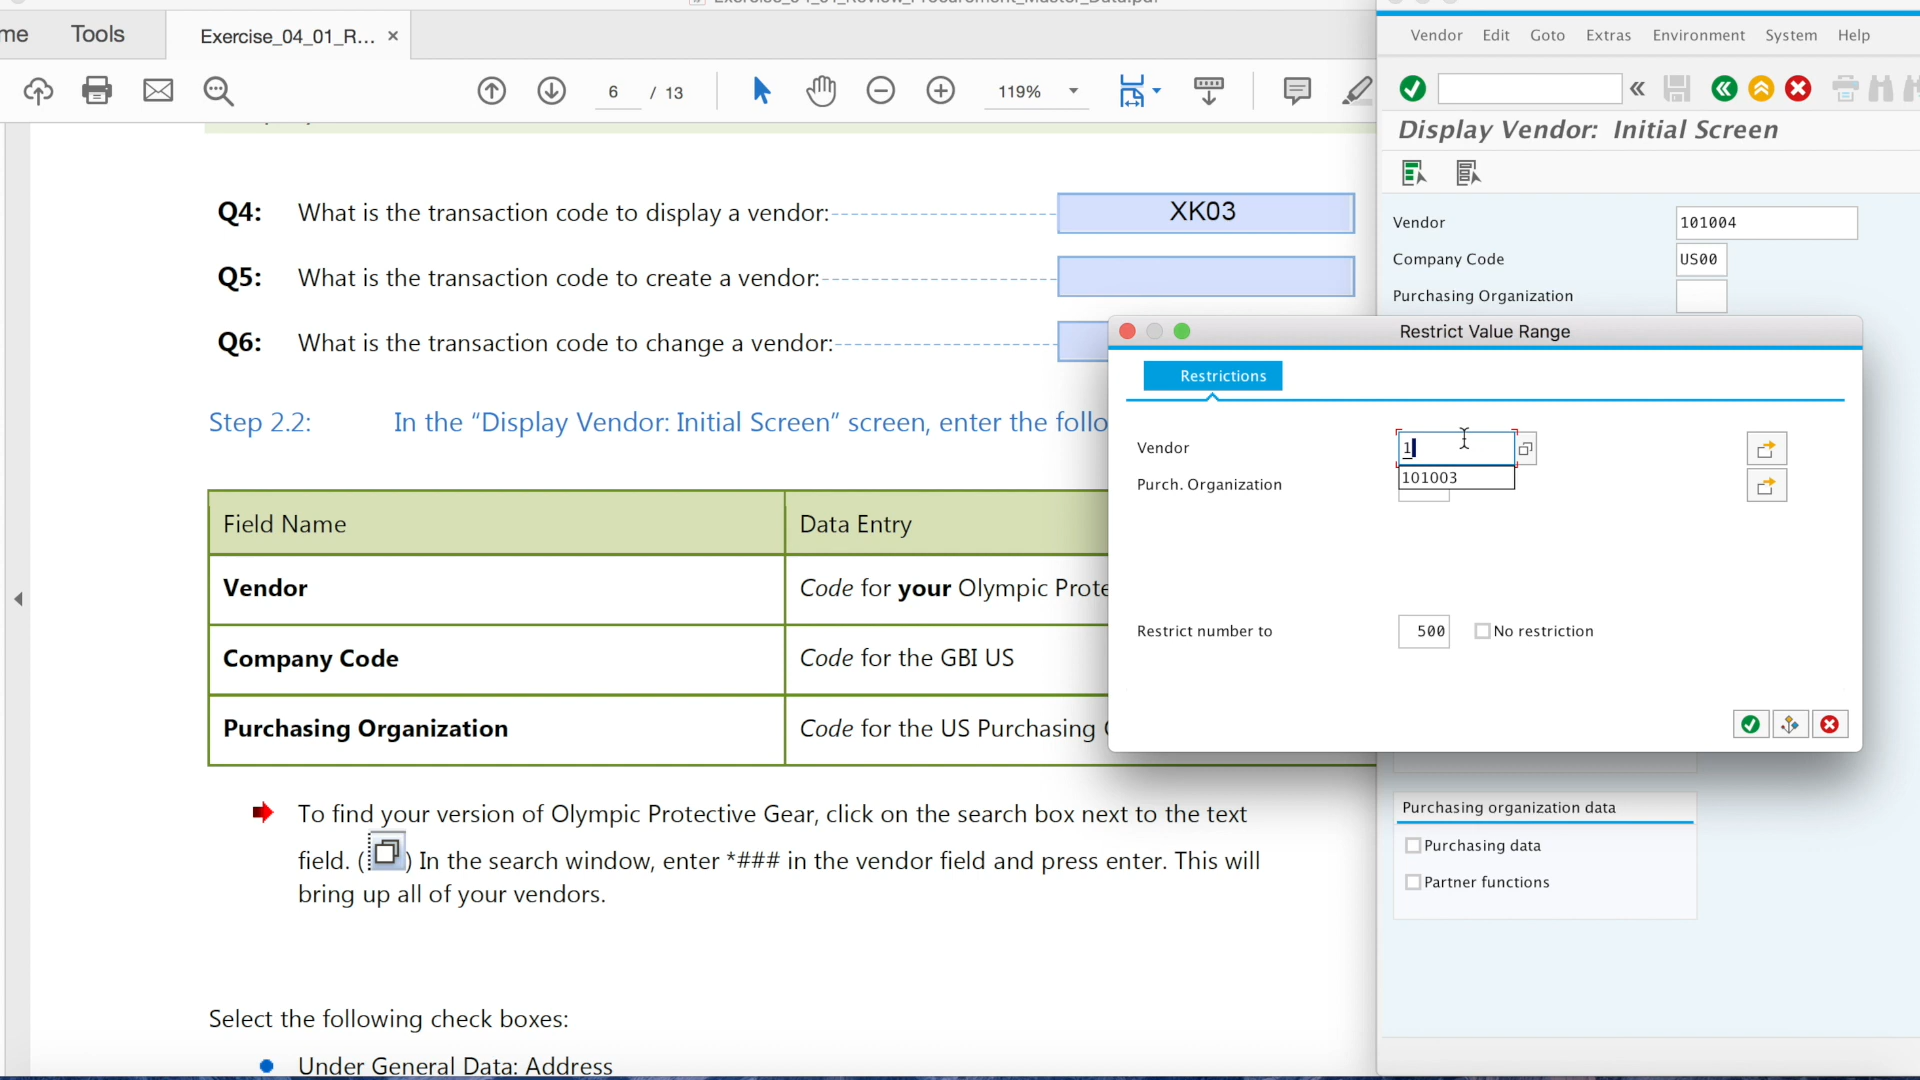 me
Tools
Exercise_04_01_R... ×
6 / 13
119%
Q4: What is the transaction code to display a vendor:
XK03
Q5: What is the transaction code to create a vendor:
Q6: What is the transaction code to change a vendor:
Step 2.2: In the “Display Vendor: Initial Screen” screen, enter the follo
Field Name
Data Entry
Vendor
Code for your Olympic Prote
Company Code
Code for the GBI US
Purchasing Organization
Code for the US Purchasing
To find your version of Olympic Protective Gear, click on the search box next to the text
field. ( ) In the search window, enter *### in the vendor field and press enter. This will
bring up all of your vendors.
Select the following check boxes:
Under General Data: Address
Vendor Edit Goto Extras Environment System Help
Display Vendor: Initial Screen
Vendor
101004
Company Code
US00
Purchasing Organization
Restrict Value Range
Restrictions
Vendor
1
101003
Purch. Organization
Restrict number to
500
No restriction
Purchasing organization data
Purchasing data
Partner functions